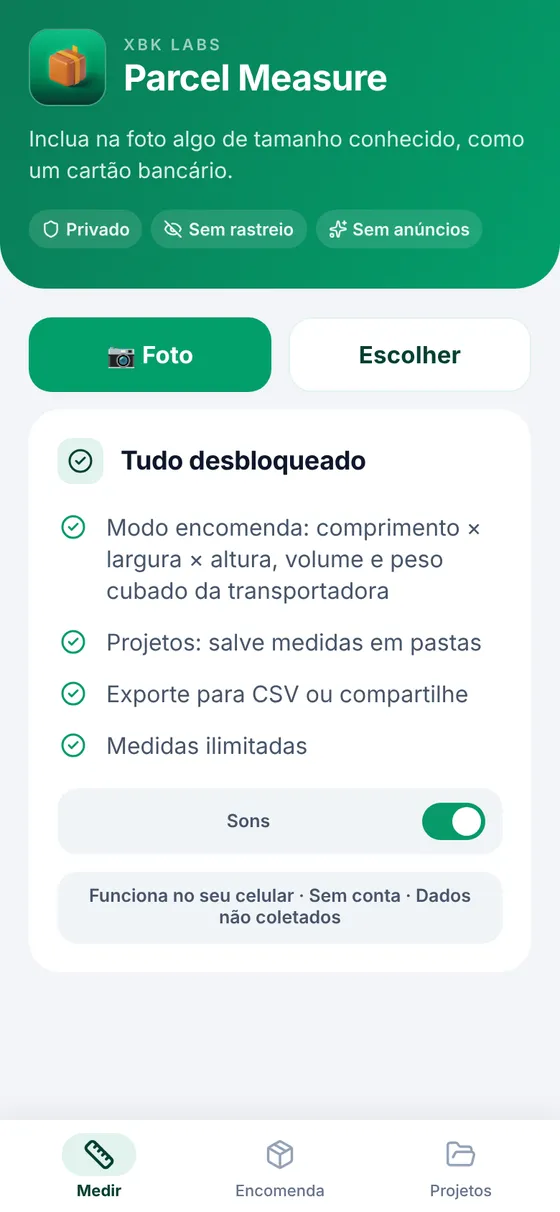 XBK LABS
Parcel Measure
Inclua na foto algo de tamanho conhecido, como
um cartão bancário.
Privado
Sem rastreio
Sem anúncios
📷 Foto
Escolher
Tudo desbloqueado
Modo encomenda: comprimento ×
largura × altura, volume e peso
cubado da transportadora
Projetos: salve medidas em pastas
Exporte para CSV ou compartilhe
Medidas ilimitadas
Sons
Funciona no seu celular · Sem conta · Dados
não coletados
Medir
Encomenda
Projetos